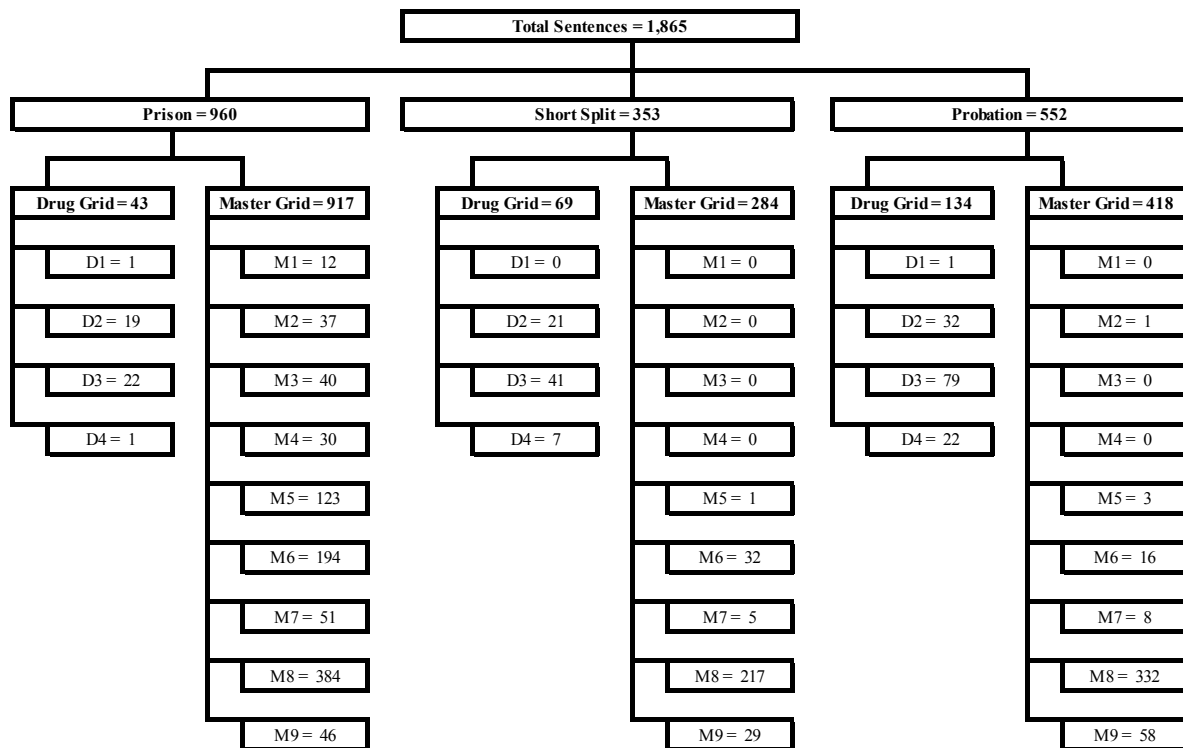 Total Sentences = 1,865
Prison = 960
Short Split = 353
Probation = 552
Drug Grid = 43
Master Grid = 917
Drug Grid = 69
Master Grid = 284
Drug Grid = 134
Master Grid = 418
D1 = 1
M1 = 12
D1 = 0
M1 = 0
D1 = 1
M1 = 0
D2 = 19
M2 = 37
D2 = 21
M2 = 0
D2 = 32
M2 = 1
D3 = 22
M3 = 40
D3 = 41
M3 = 0
D3 = 79
M3 = 0
D4 = 1
M4 = 30
D4 = 7
M4 = 0
D4 = 22
M4 = 0
M5 = 123
M5 = 1
M5 = 3
M6 = 194
M6 = 32
M6 = 16
M7 = 51
M7 = 5
M7 = 8
M8 = 384
M8 = 217
M8 = 332
M9 = 46
M9 = 29
M9 = 58